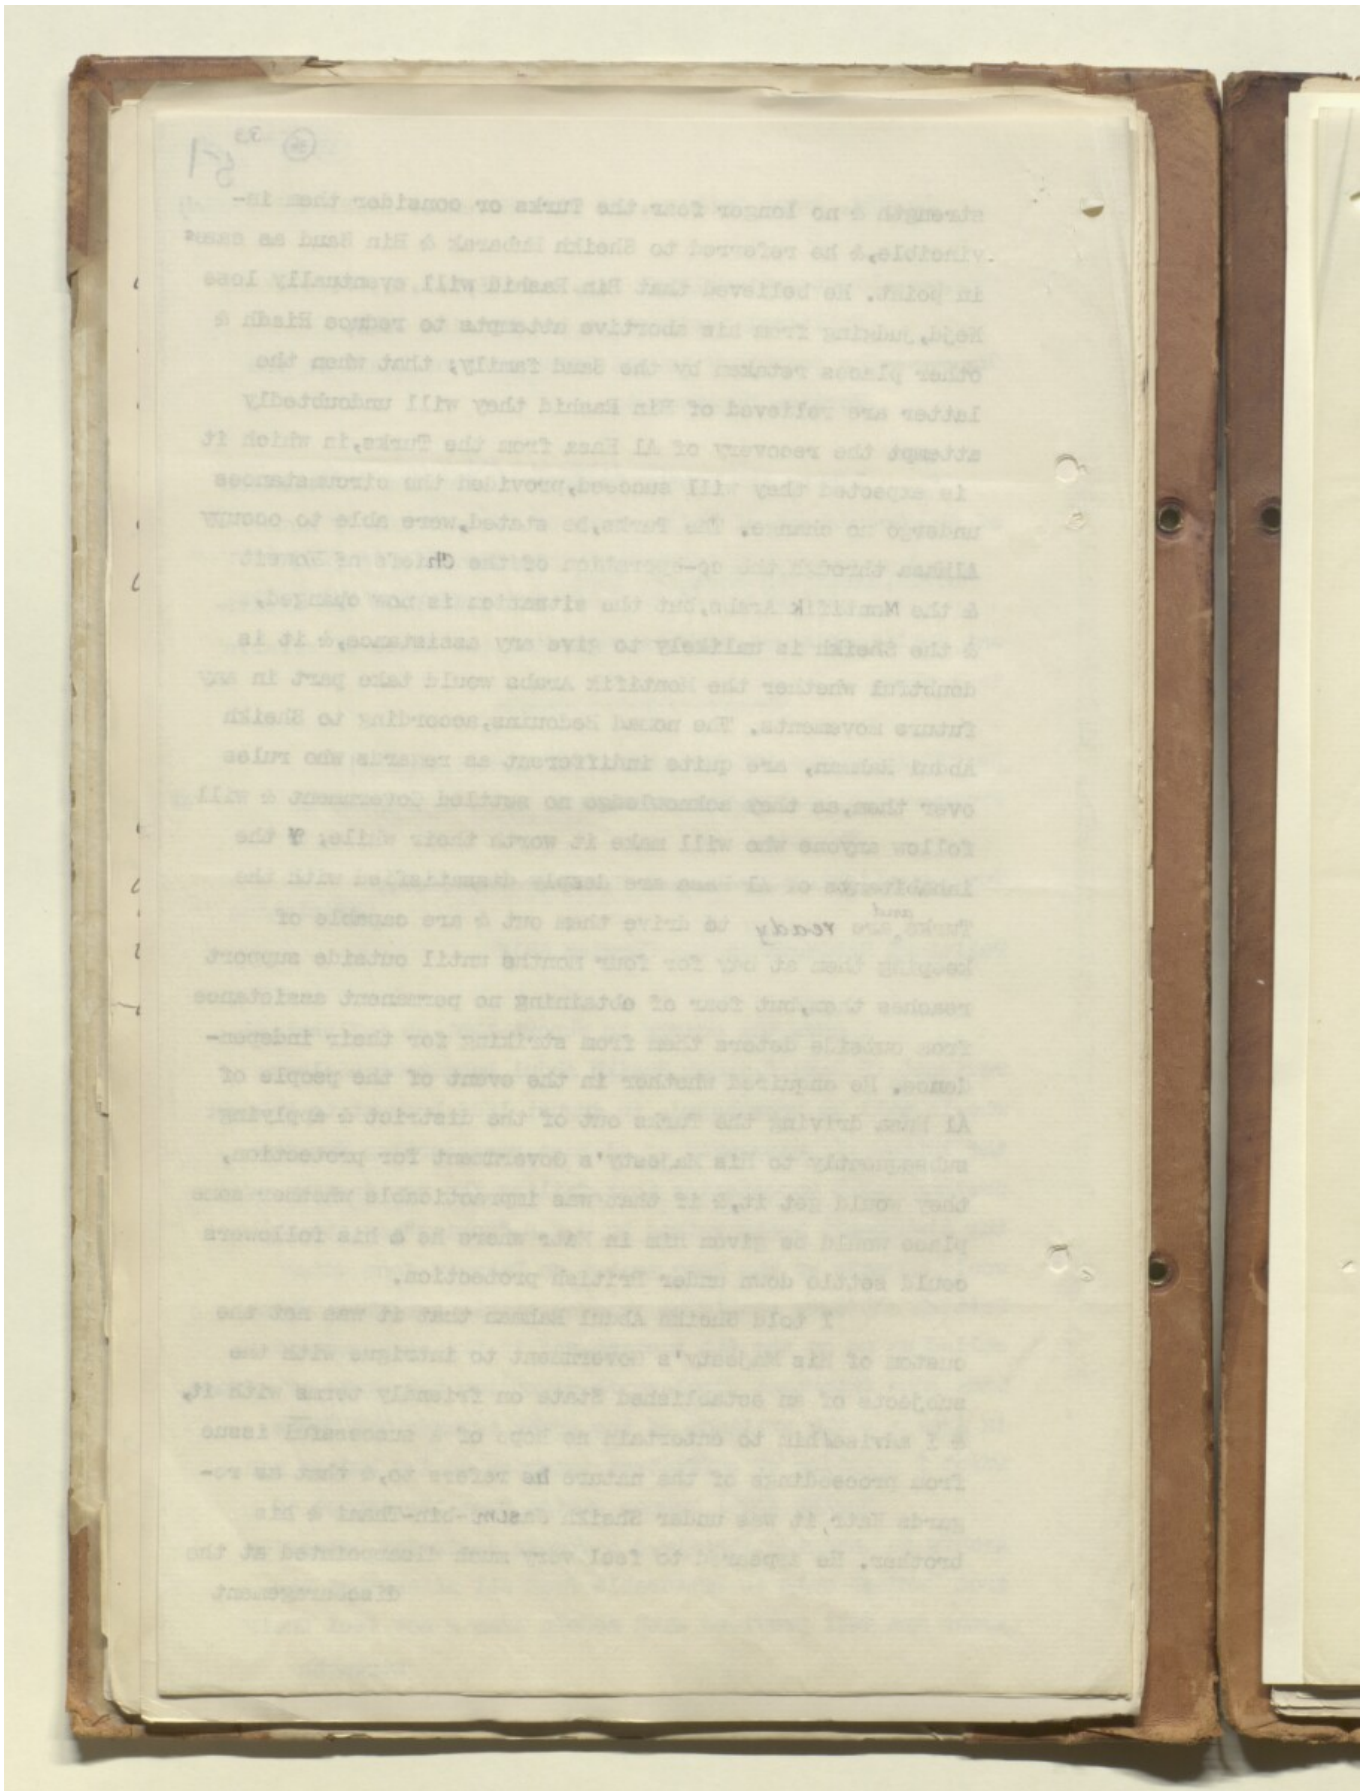 51
33
strength & no longer fear the Turks or consider them in-
vincible,& he referred to Sheikh Mubarak & Bin Saud as cases
in point. He believed that Bin Rashid will eventually lose
Nejd,judging from his abortive attempts to reduce Riadh &
other places retaken by the Saud family; that when the
latter are relieved of Bin Rashid they will undoubtedly
attempt the recovery of Al Hasa from the Turks,in which it
is expected they will succeed,provided the circumstances
undergo no change. The Turks,he stated,were able to occupy
AlHasa through the co-operation of the Chiefs of Koweit
& the Montifik Arabs,but the situation is now changed,
& the Sheikh is unlikely to give any assistance,& it is
doubtful whether the Montifik Arabs would take part in any
future movements. The nomad Bedouins,according to Sheikh
Abdul Rahman, are quite indifferent as regards who rules
over them,as they acknowledge no settled Government & will
follow anyone who will make it worth their while; the
inhabitants of Al Hasa are deeply dissatisfied with the
Turks and are ready to drive them out & are capable of
keeping them at bay for four months until outside support
reaches them,but fear of obtaining no permanent assistance
from outside deters them from striking for their indepen-
dence. He enquired whether in the event of the people of
Al Hasa driving the Turks out of the district & applying
subsequently to His Majesty's Government for protection,
they would get it,& if that was impracticable whether some
place would be given him in Katr where he & his followers
could settle down under British protection.
I told Sheikh Abdul Rahman that it was not the
custom of His Majesty's Government to intrigue with the
subjects of an established State on friendly terms with it,
& I advised him to entertain no hope of a successful issue
from proceedings of the nature he refers to,& that as re-
gards Katr, it was under Sheikh Jasim-bin-Thani & his
brother. He appeared to feel very much disappointed at the
discouragement